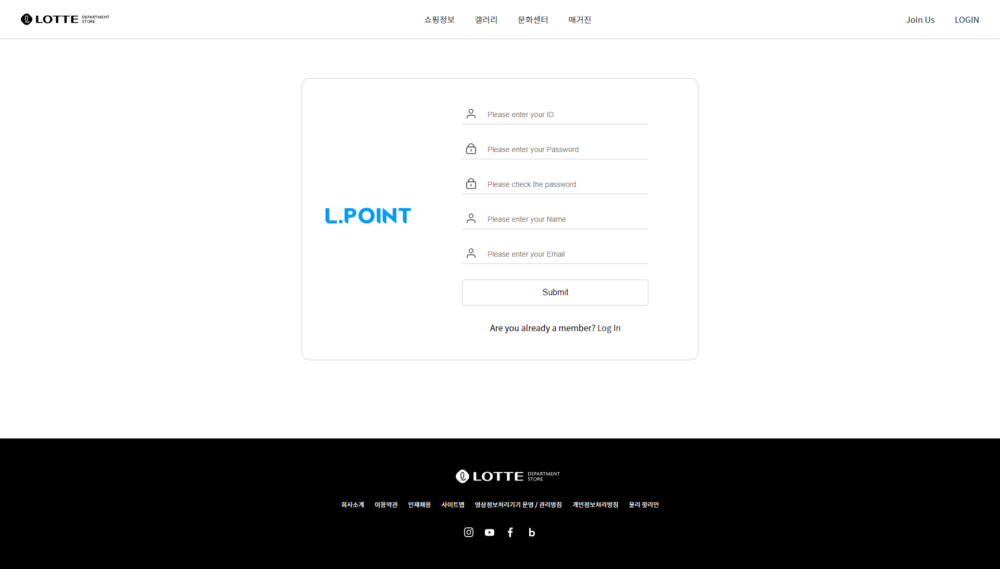 LOTTE DEPARTMENT STORE
쇼핑정보 갤러리 문화센터 매거진
Join Us LOGIN
Please enter your ID
Please enter your Password
Please check the password
L.POINT
Please enter your Name
Please enter your Email
Submit
Are you already a member? Log In
LOTTE DEPARTMENT STORE
회사소개 이용약관 인재채용 사이트맵 영상정보처리기기 운영 / 관리방침 개인정보처리방침 윤리 핫라인